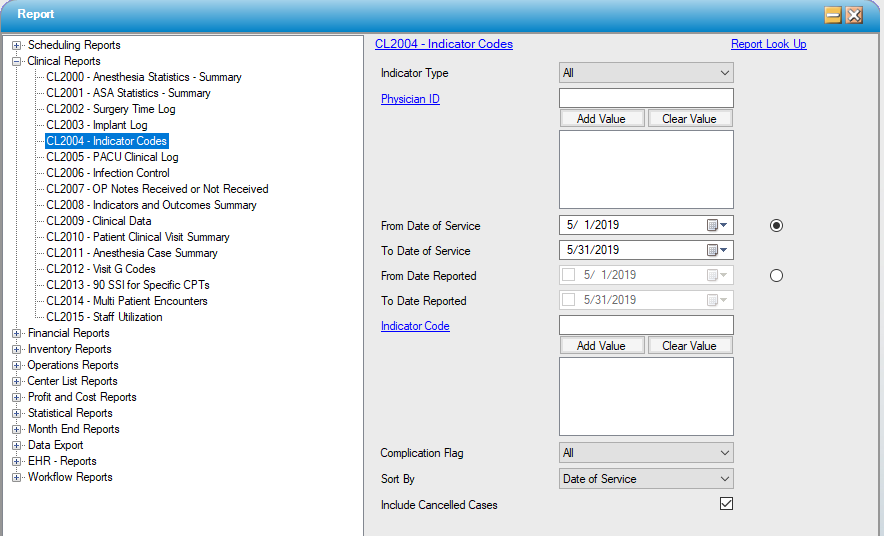 Report
Scheduling Reports
Clinical Reports
CL2000 - Anesthesia Statistics - Summary
CL2001 - ASA Statistics - Summary
CL2002 - Surgery Time Log
CL2003 - Implant Log
CL2004 - Indicator Codes
CL2005 - PACU Clinical Log
CL2006 - Infection Control
CL2007 - OP Notes Received or Not Received
CL2008 - Indicators and Outcomes Summary
CL2009 - Clinical Data
CL2010 - Patient Clinical Visit Summary
CL2011 - Anesthesia Case Summary
CL2012 - Visit G Codes
CL2013 - 90 SSI for Specific CPTs
CL2014 - Multi Patient Encounters
CL2015 - Staff Utilization
Financial Reports
Inventory Reports
Operations Reports
Center List Reports
Profit and Cost Reports
Statistical Reports
Month End Reports
Data Export
EHR - Reports
Workflow Reports
CL2004 - Indicator Codes Report Look Up
Indicator Type All
Physician ID
Add Value Clear Value
From Date of Service 5/ 1/2019
To Date of Service 5/31/2019
From Date Reported 5/ 1/2019
To Date Reported 5/31/2019
Indicator Code
Add Value Clear Value
Complication Flag All
Sort By Date of Service
Include Cancelled Cases